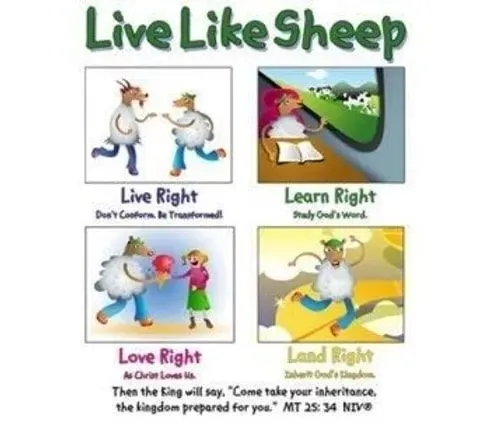 Live Like Sheep
Live Right
Don't Conform. Be Transformed!
Learn Right
Study God's Word.
Love Right
As Christ Loves Us.
Land Right
Inherit God's Kingdom.
Then the King will say, "Come take your inheritance,
the kingdom prepared for you." MT 25: 34 NIV®